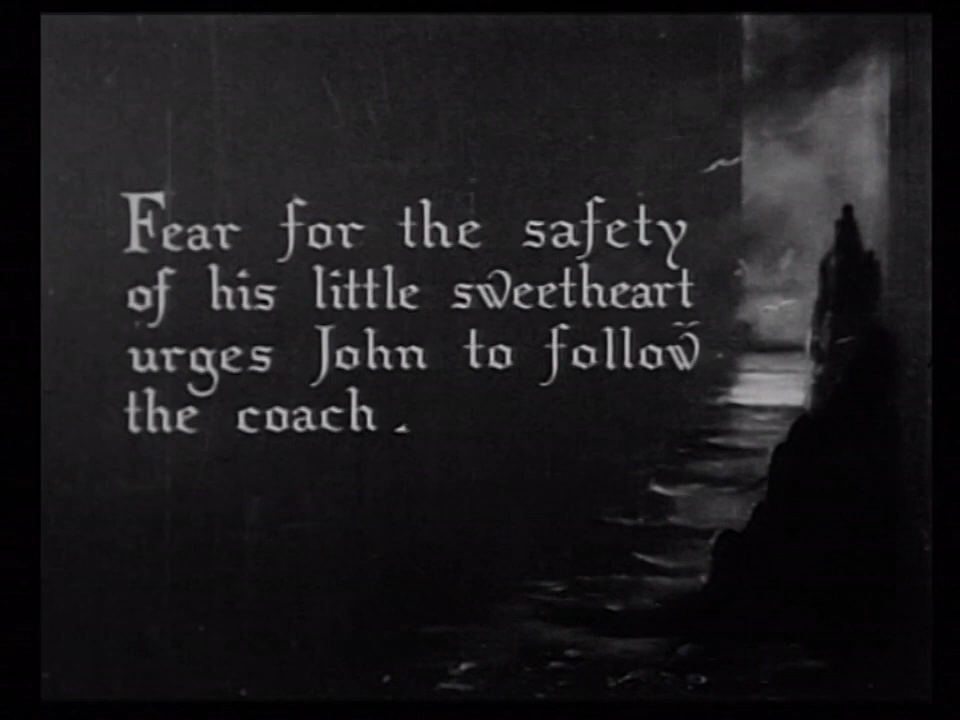 Fear for the safety
of his little sweetheart
urges John to follow
the coach.